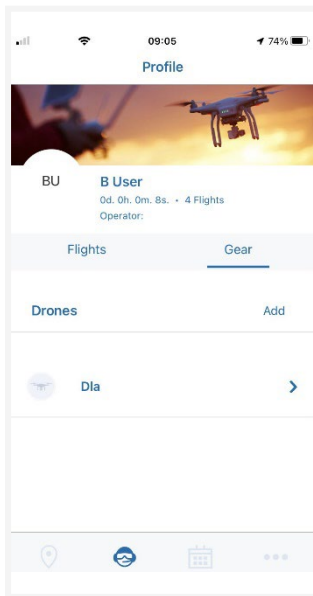 09:05
74%
Profile
BU
B User
0d. 0h. 0m. 8s. • 4 Flights
Operator:
Flights Gear
Drones Add
Dla